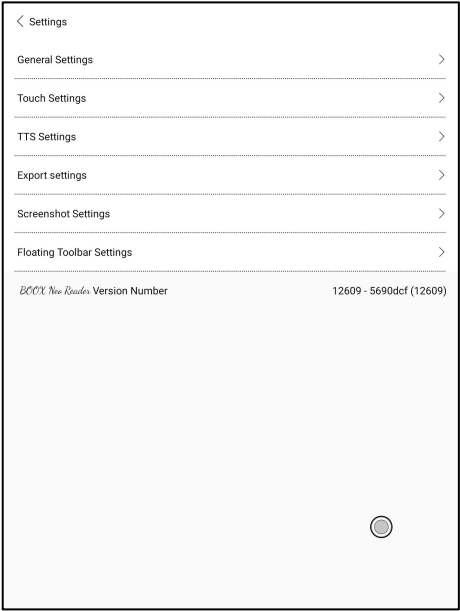 Settings
General Settings
Touch Settings
TTS Settings
Export settings
Screenshot Settings
Floating Toolbar Settings
BOOX Neo Reader Version Number 12609 - 5690dcf (12609)